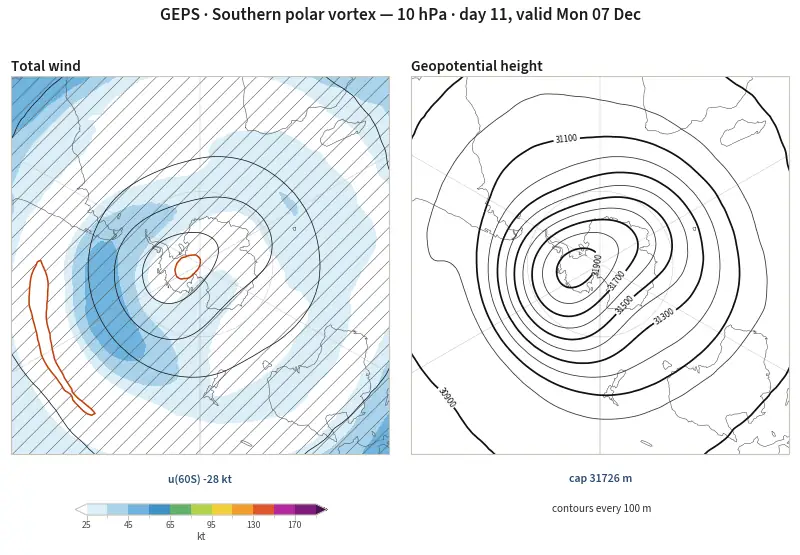 GEPS · Southern polar vortex — 10 hPa · day 11, valid Mon 07 Dec
Total wind
Geopotential height
31100
31900
31700
31500
31300
30900
u(60S) -28 kt
cap 31726 m
contours every 100 m
25 45 65 95 130 170
kt